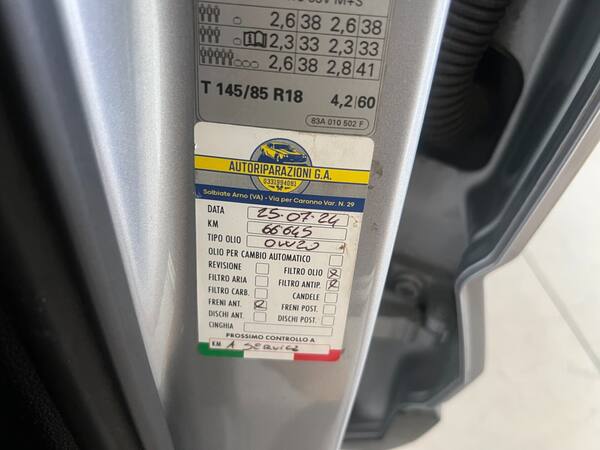 2,6 38 2,6 38
2,3 33 2,3 33
2,6 38 2,8 41
T 145/85 R18 4,2/60
83A 010 502 F
AUTORIPARAZIONI G.A.
0331994093
Solbiate Arno (VA) - Via per Caronno Var. N. 29
DATA 25-07-24
KM 66645
TIPO OLIO 0W20
OLIO PER CAMBIO AUTOMATICO
REVISIONE FILTRO OLIO
FILTRO ARIA FILTRO ANTIP.
FILTRO CARB. CANDELE
FRENI ANT. FRENI POST.
DISCHI ANT. DISCHI POST.
CINGHIA
PROSSIMO CONTROLLO A
KM A SERVICE